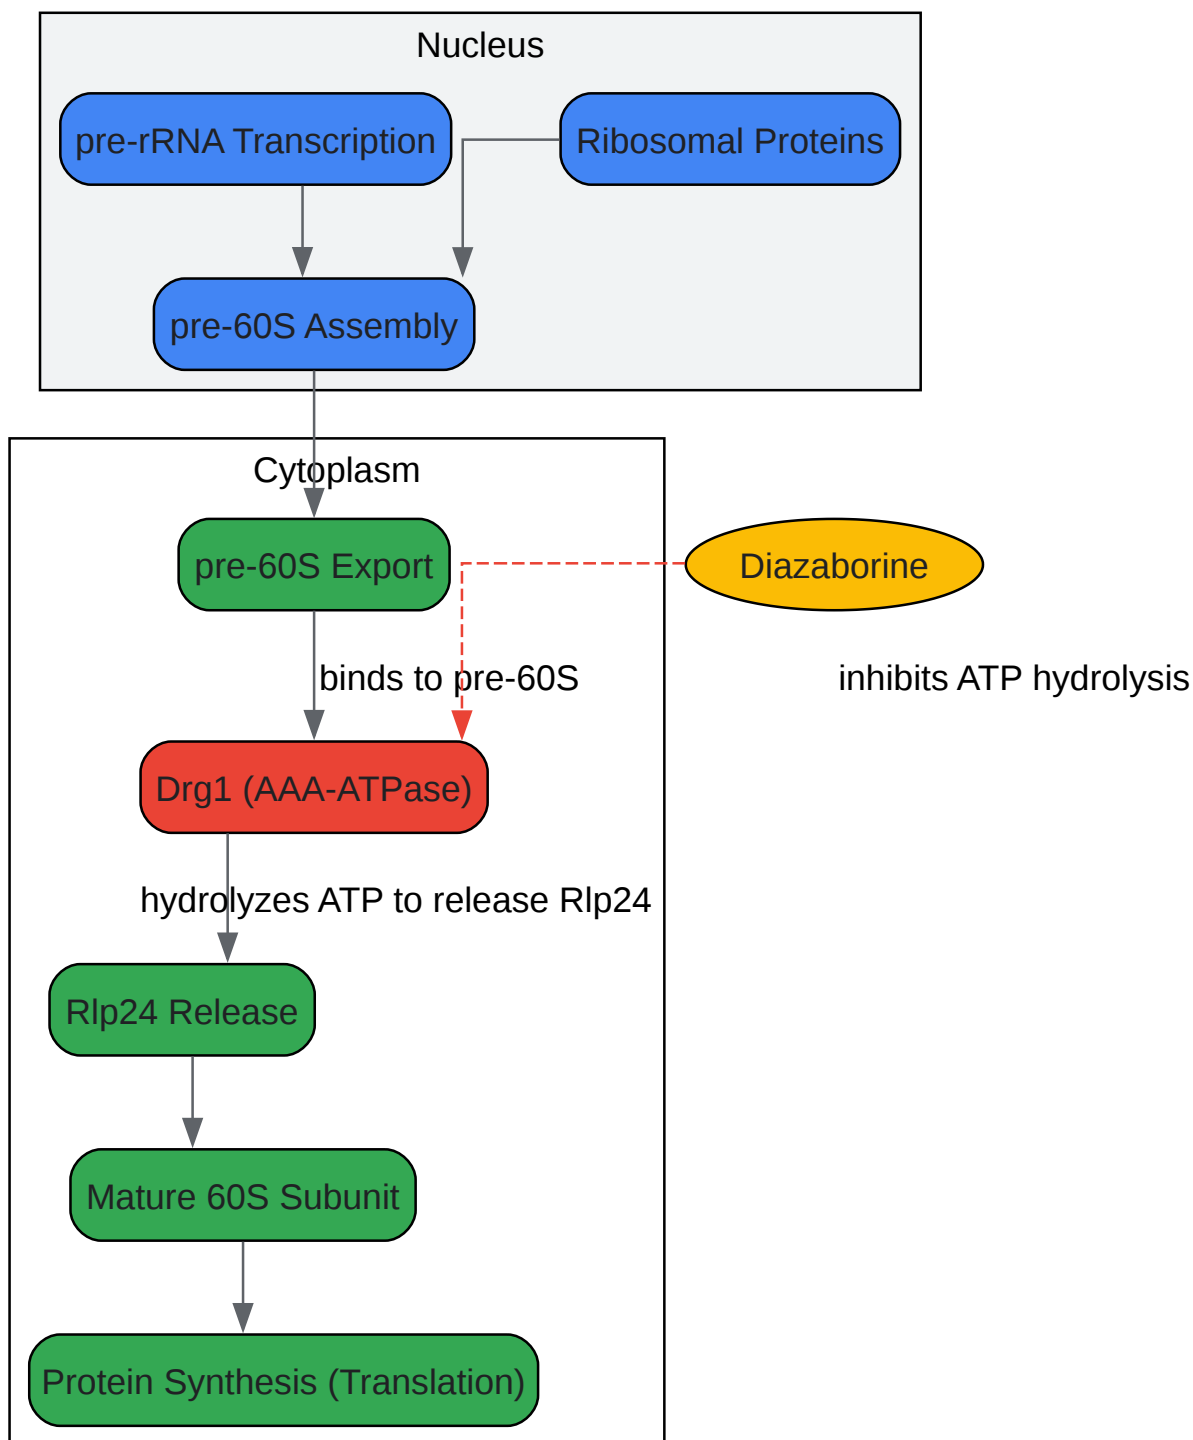 Nucleus
pre-rRNA Transcription
Ribosomal Proteins
pre-60S Assembly
Cytoplasm
pre-60S Export
Diazaborine
binds to pre-60S
inhibits ATP hydrolysis
Drg1 (AAA-ATPase)
hydrolyzes ATP to release Rlp24
Rlp24 Release
Mature 60S Subunit
Protein Synthesis (Translation)